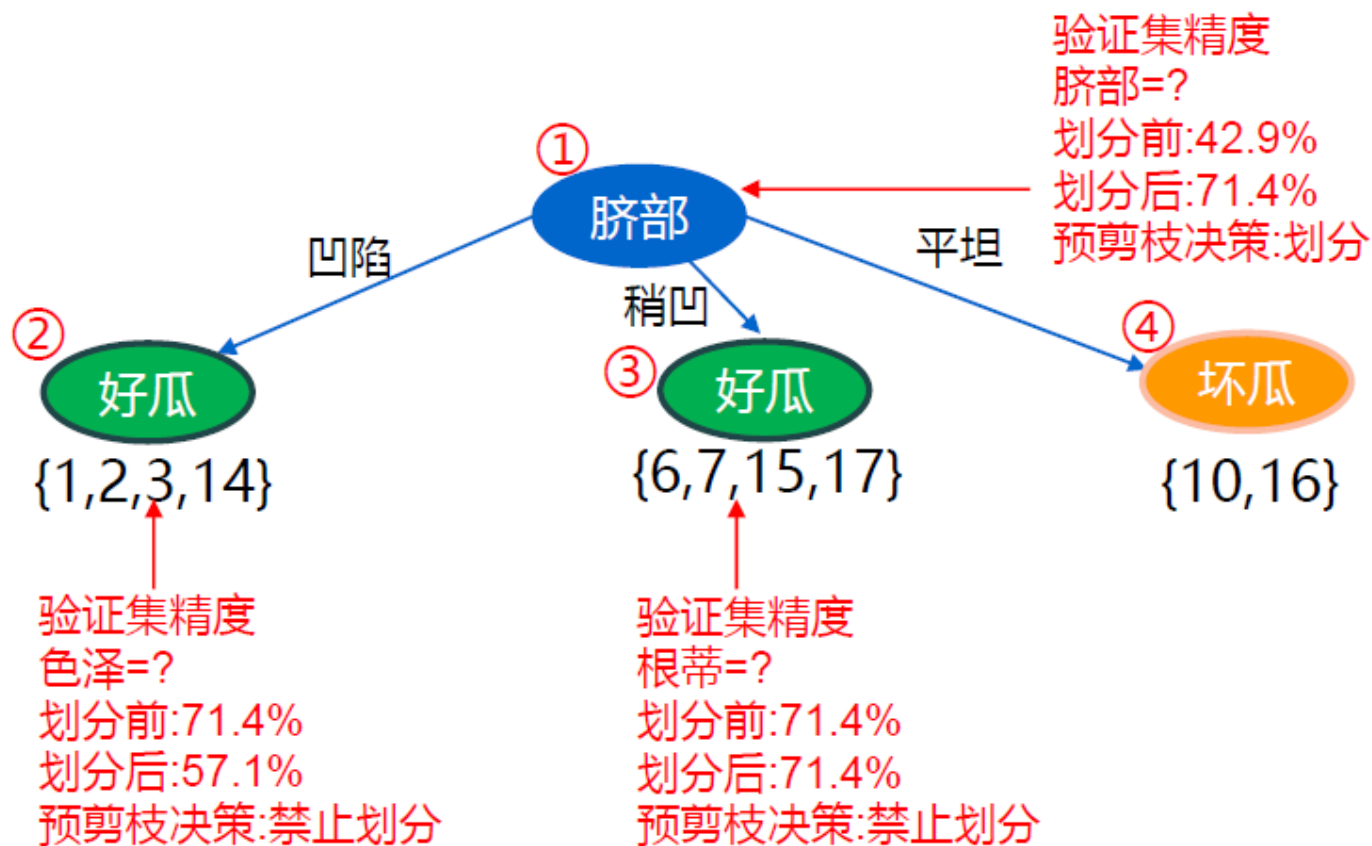 验证集精度
脐部=?
划分前:42.9%
划分后:71.4%
预剪枝决策:划分
①
脐部
凹陷
稍凹
平坦
②
好瓜
{1,2,3,14}
③
好瓜
{6,7,15,17}
④
坏瓜
{10,16}
验证集精度
色泽=?
划分前:71.4%
划分后:57.1%
预剪枝决策:禁止划分
验证集精度
根蒂=?
划分前:71.4%
划分后:71.4%
预剪枝决策:禁止划分